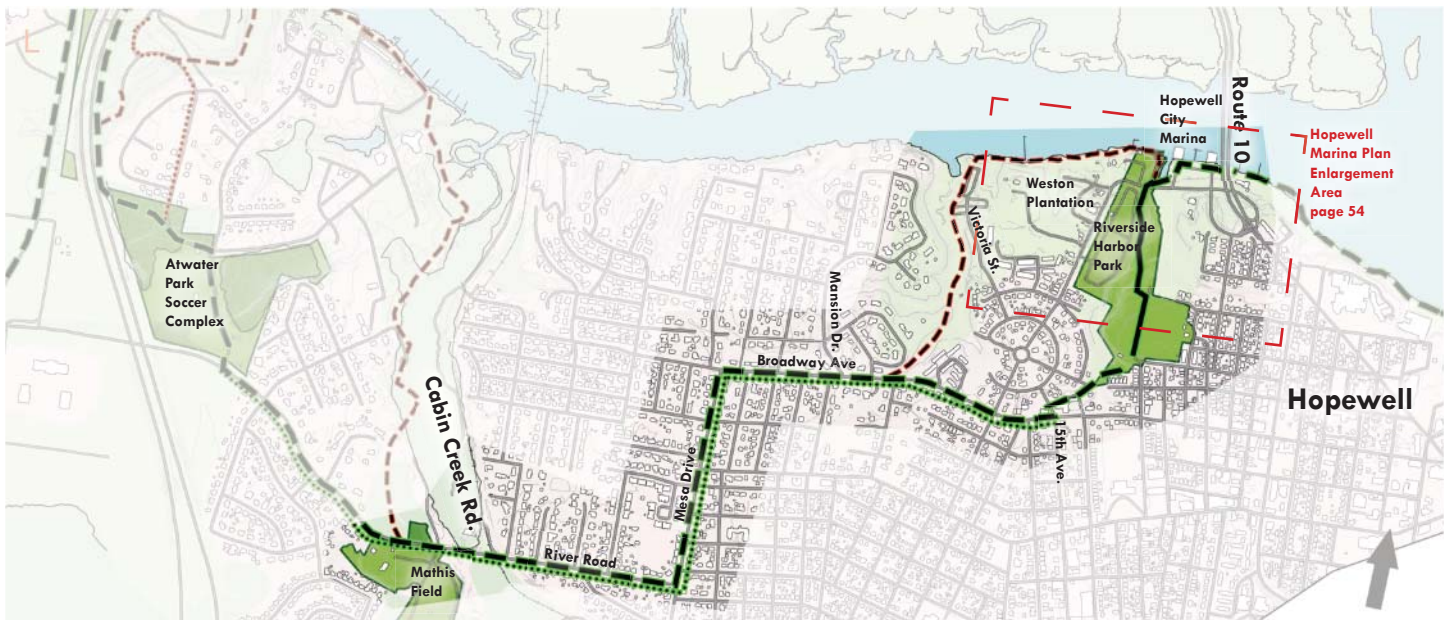 Route 10
Hopewell
City
Marina
Hopewell
Marina Plan
Enlargement
Area
page 54
Weston
Plantation
Victoria St.
Riverside
Harbor
Park
Atwater
Park
Soccer
Complex
Mansion Dr.
Broadway Ave
Hopewell
Cabin Creek Rd.
15th Ave.
Mesa Drive
River Road
Mathis
Field